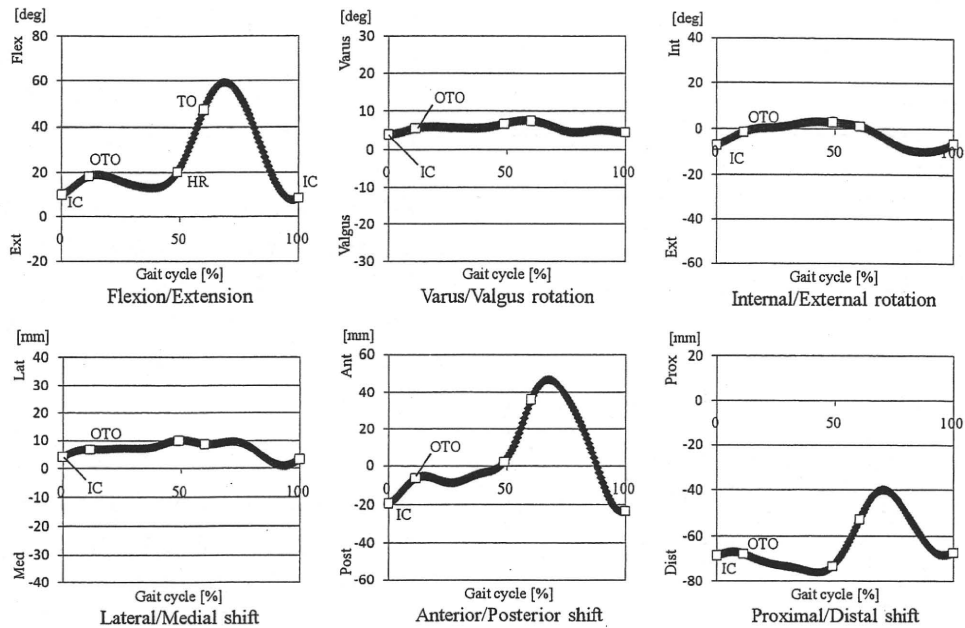 [deg]
Flex
80
60
40
20
0
-20
Ext
TO
OTO
IC
HR
IC
0
50
100
Gait cycle [%]
Flexion/Extension
[deg]
Varus
30
20
10
0
-10
-20
-30
Valgus
OTO
IC
0
50
100
Gait cycle [%]
Varus/Valgus rotation
[deg]
Int
40
20
0
-20
-40
-60
Ext
OTO
IC
0
50
100
Gait cycle [%]
Internal/External rotation
[mm]
Lat
40
30
20
10
0
10
-20
-30
-40
Med
OTO
IC
0
50
100
Gait cycle [%]
Lateral/Medial shift
[mm]
Ant
60
40
20
0
-20
-40
-60
Post
OTO
IC
0
50
100
Gait cycle [%]
Anterior/Posterior shift
[mm]
Prox
20
0
-40
-60
-80
Dist
OTO
IC
0
50
100
Gait cycle [%]
Proximal/Distal shift